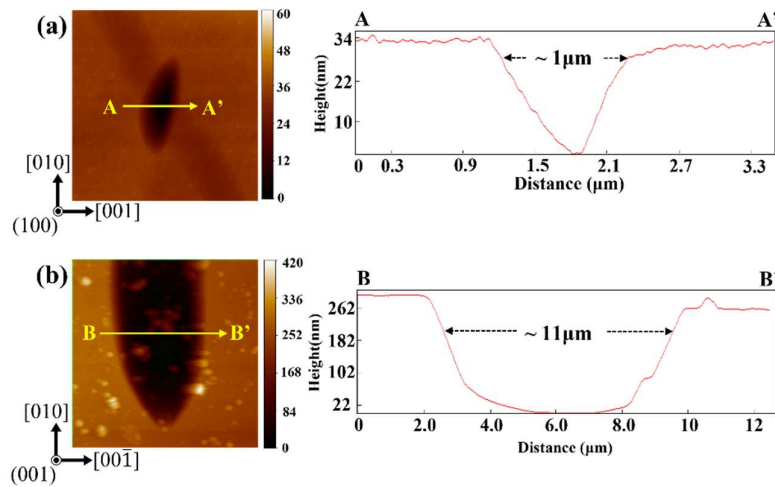 (a)
A A'
[010]
[001]
(100)
60
48
36
24
12
0
A A'
34
22
10
Height(nm)
~ 1μm
0 0.3 0.9 1.5 2.1 2.7 3.3
Distance (μm)
(b)
B B'
[010]
[001̅]
(001)
420
336
252
168
84
0
B B'
262
182
102
22
Height(nm)
~ 11μm
0 2.0 4.0 6.0 8.0 10 12
Distance (μm)